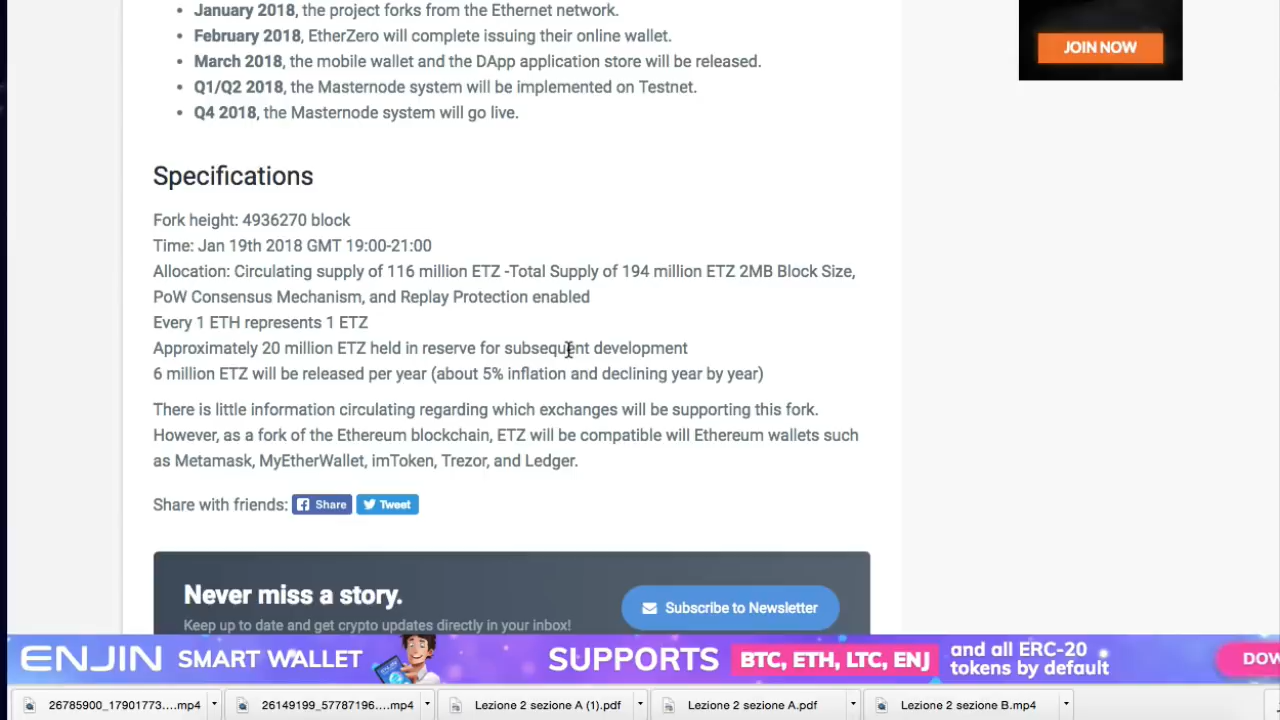 January 2018, the project forks from the Ethernet network.
February 2018, EtherZero will complete issuing their online wallet.
March 2018, the mobile wallet and the DApp application store will be released.
Q1/Q2 2018, the Masternode system will be implemented on Testnet.
Q4 2018, the Masternode system will go live.
JOIN NOW
Specifications
Fork height: 4936270 block
Time: Jan 19th 2018 GMT 19:00-21:00
Allocation: Circulating supply of 116 million ETZ -Total Supply of 194 million ETZ 2MB Block Size,
PoW Consensus Mechanism, and Replay Protection enabled
Every 1 ETH represents 1 ETZ
Approximately 20 million ETZ held in reserve for subsequent development
6 million ETZ will be released per year (about 5% inflation and declining year by year)
There is little information circulating regarding which exchanges will be supporting this fork.
However, as a fork of the Ethereum blockchain, ETZ will be compatible will Ethereum wallets such
as Metamask, MyEtherWallet, imToken, Trezor, and Ledger.
Share with friends: Share Tweet
Never miss a story.
Keep up to date and get crypto updates directly in your inbox!
Subscribe to Newsletter
ENJIN SMART WALLET SUPPORTS BTC, ETH, LTC, ENJ and all ERC-20
tokens by default
DOW
26785900_17901773....mp4 26149199_57787196....mp4 Lezione 2 sezione A (1).pdf Lezione 2 sezione A.pdf Lezione 2 sezione B.mp4